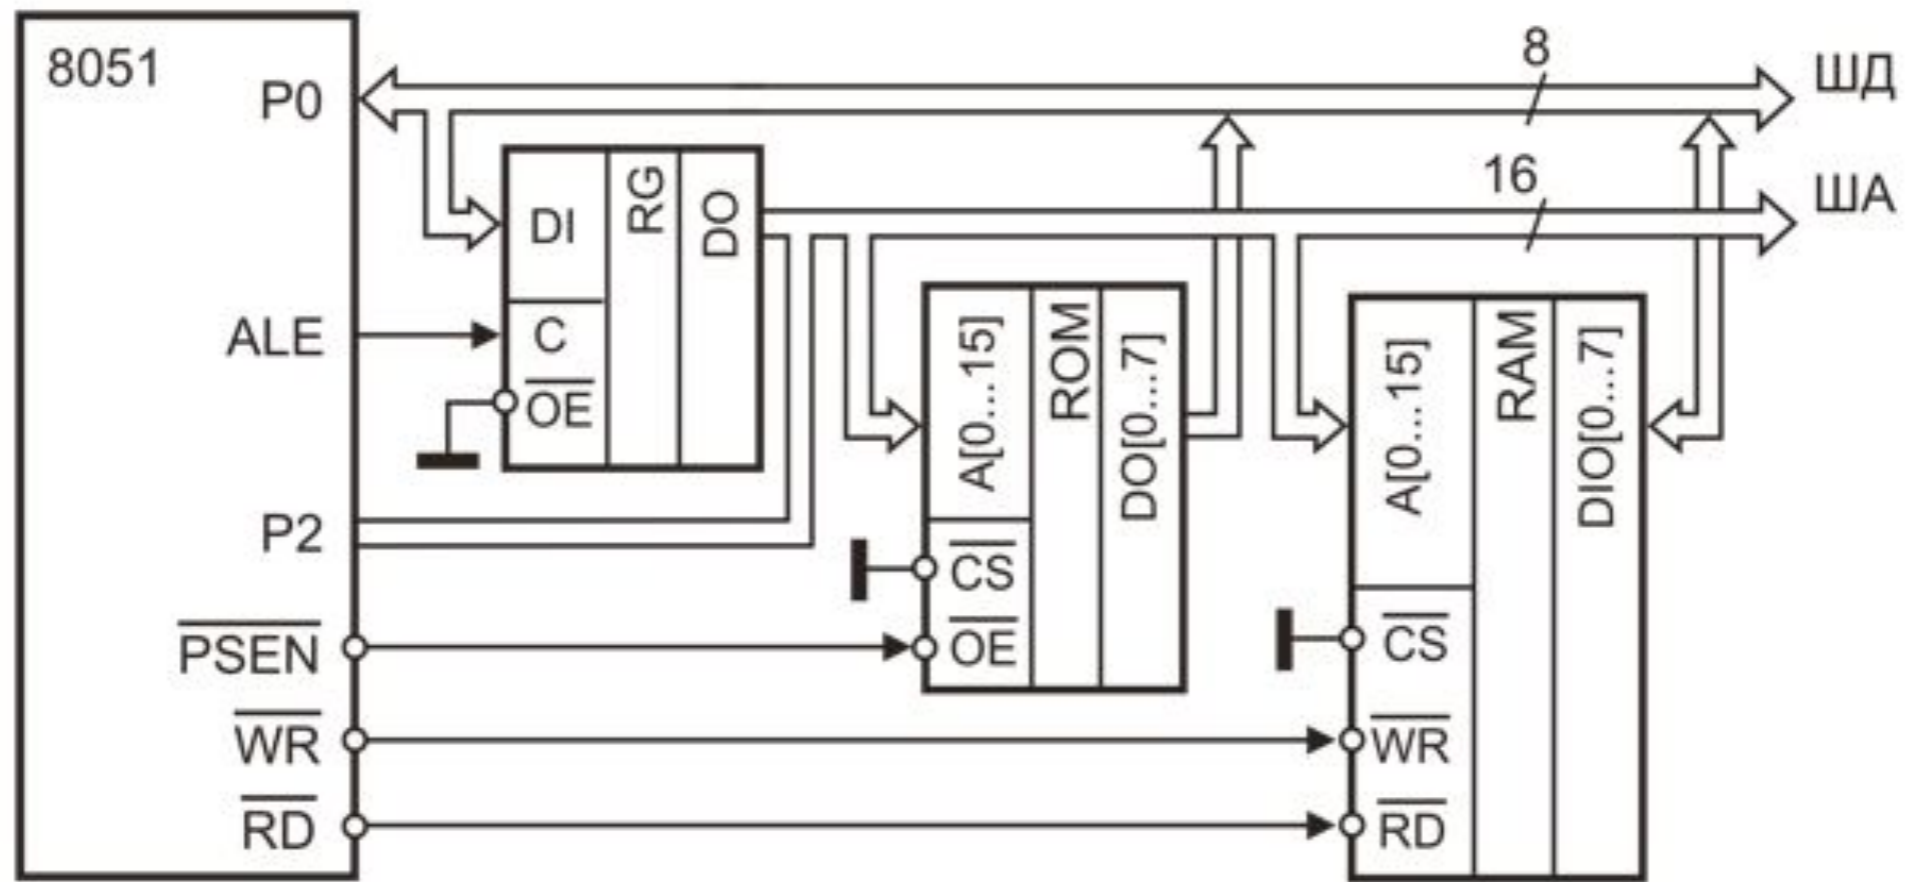 8051
P0
ALE
P2
PSEN
WR
RD
DI
C
OE
RG
DO
A[0...15]
CS
OE
ROM
DO[0...7]
A[0...15]
CS
WR
RD
RAM
DIO[0...7]
8
ШД
16
ША